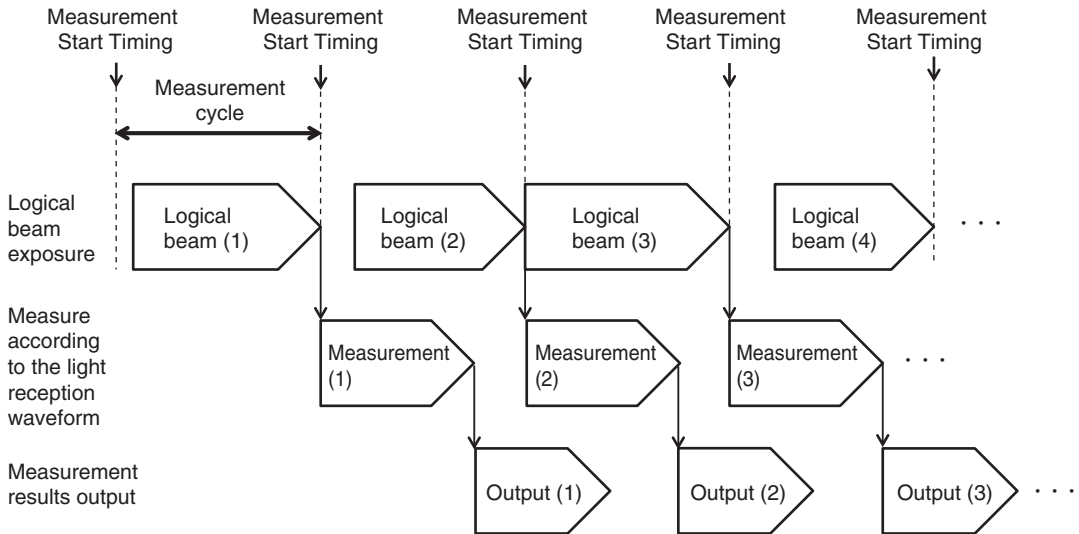 Measurement
Start Timing
Measurement
Start Timing
Measurement
Start Timing
Measurement
Start Timing
Measurement
Start Timing
Measurement
cycle
Logical
beam
exposure
Logical
beam (1)
Logical
beam (2)
Logical
beam (3)
Logical
beam (4)
· · ·
Measure
according
to the light
reception
waveform
Measurement
(1)
Measurement
(2)
Measurement
(3)
· · ·
Measurement
results output
Output (1)
Output (2)
Output (3)
· · ·